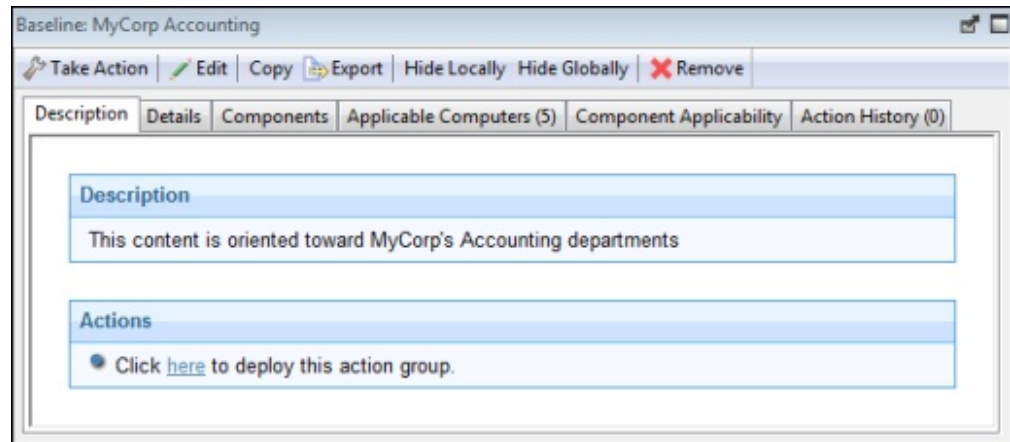 Baseline: MyCorp Accounting
Take Action Edit Copy Export Hide Locally Hide Globally Remove
Description Details Components Applicable Computers (5) Component Applicability Action History (0)
Description
This content is oriented toward MyCorp's Accounting departments
Actions
Click here to deploy this action group.